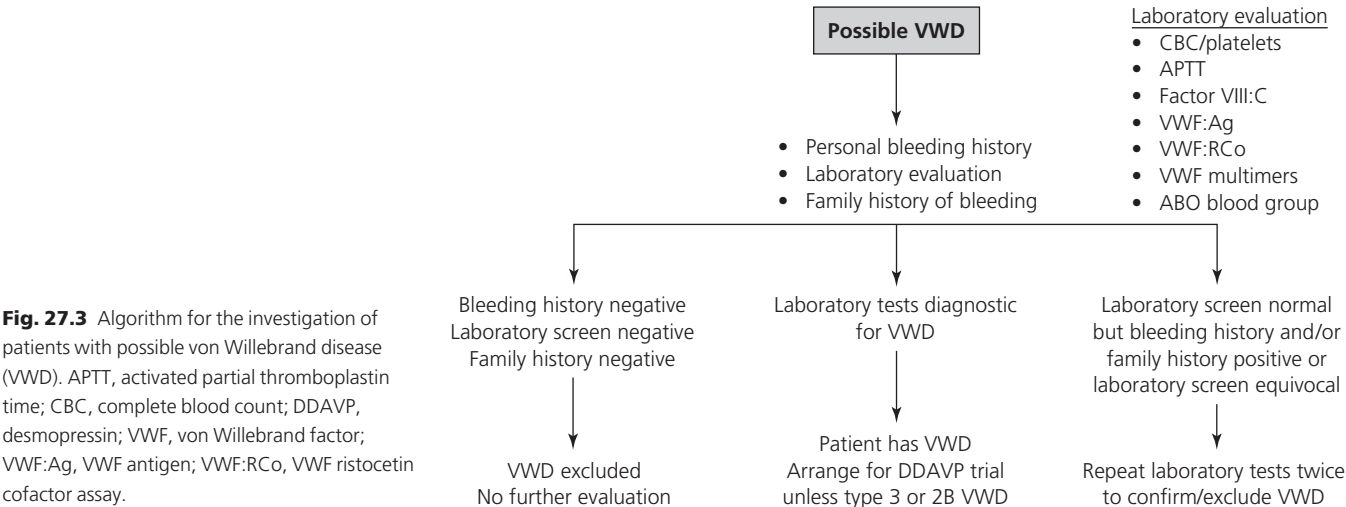 Possible VWD
• Personal bleeding history
• Laboratory evaluation
• Family history of bleeding
Laboratory evaluation
• CBC/platelets
• APTT
• Factor VIII:C
• VWF:Ag
• VWF:RCo
• VWF multimers
• ABO blood group
Bleeding history negative
Laboratory screen negative
Family history negative
VWD excluded
No further evaluation
Laboratory tests diagnostic
for VWD
Patient has VWD
Arrange for DDAVP trial
unless type 3 or 2B VWD
Laboratory screen normal
but bleeding history and/or
family history positive or
laboratory screen equivocal
Repeat laboratory tests twice
to confirm/exclude VWD
Fig. 27.3 Algorithm for the investigation of
patients with possible von Willebrand disease
(VWD). APTT, activated partial thromboplastin
time; CBC, complete blood count; DDAVP,
desmopressin; VWF, von Willebrand factor;
VWF:Ag, VWF antigen; VWF:RCo, VWF ristocetin
cofactor assay.